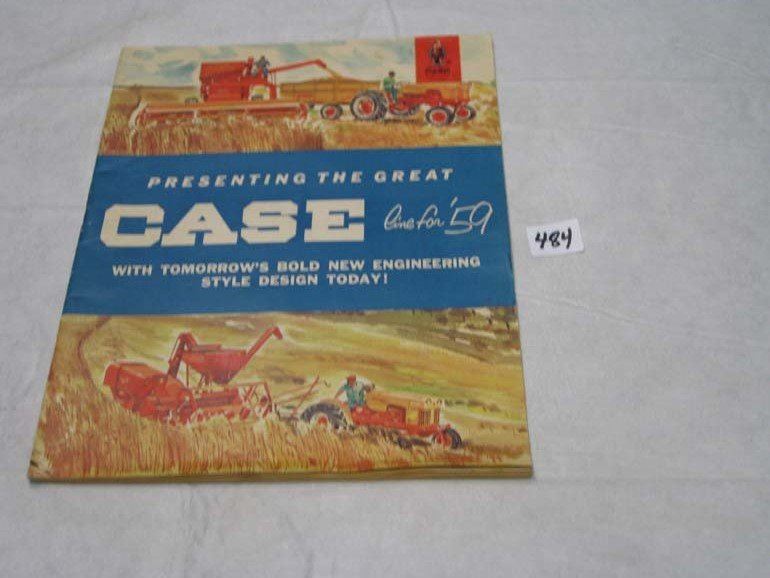 PRESENTING THE GREAT
CASE line for '59
WITH TOMORROW'S BOLD NEW ENGINEERING
STYLE DESIGN TODAY!
484